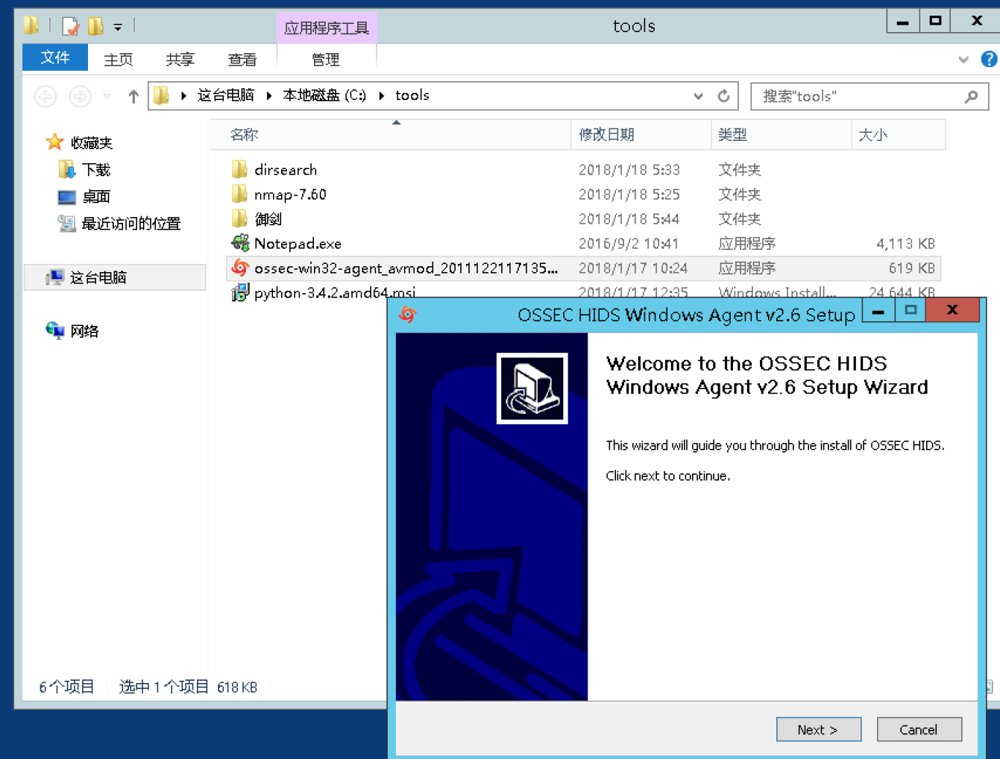 应用程序工具
tools
文件
主页
共享
查看
管理
这台电脑
本地磁盘 (C:)
tools
搜索"tools"
名称
修改日期
类型
大小
收藏夹
下载
桌面
最近访问的位置
这台电脑
网络
dirsearch 2018/1/18 5:33 文件夹
nmap-7.60 2018/1/18 5:25 文件夹
御剑 2018/1/18 5:44 文件夹
Notepad.exe 2016/9/2 10:41 应用程序 4,113 KB
ossec-win32-agent_avmod_2011122117135... 2018/1/17 10:24 应用程序 619 KB
python-3.4.2.amd64.msi 2018/1/17 12:35 Windows Install... 24,644 KB
OSSEC HIDS Windows Agent v2.6 Setup
Welcome to the OSSEC HIDS
Windows Agent v2.6 Setup Wizard
This wizard will guide you through the install of OSSEC HIDS.
Click next to continue.
6 个项目
选中 1 个项目 618 KB
Next >
Cancel